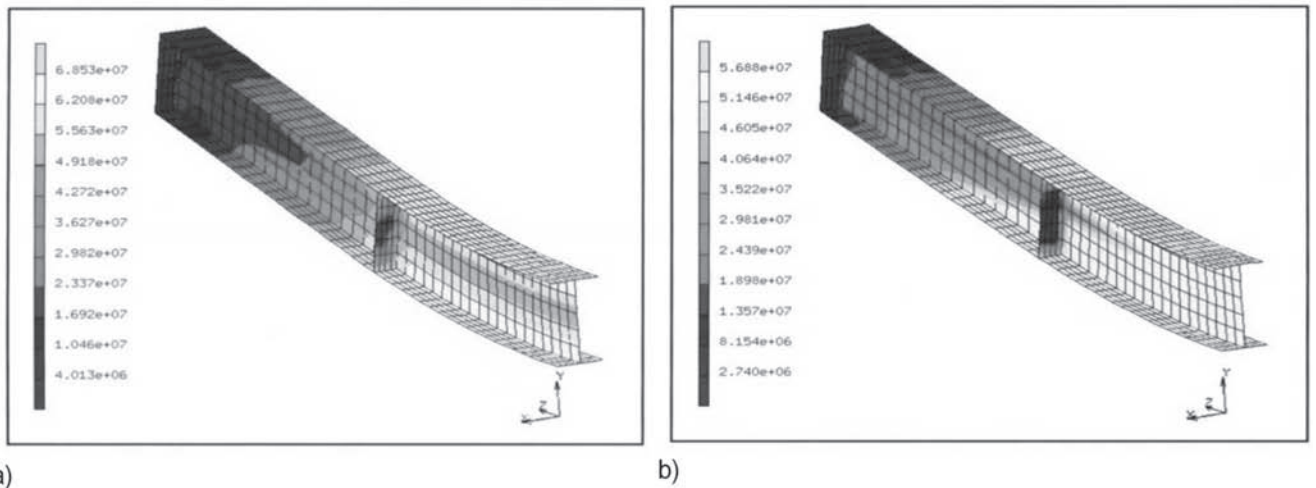 6.853e+07
6.208e+07
5.563e+07
4.918e+07
4.272e+07
3.627e+07
2.982e+07
2.337e+07
1.692e+07
1.046e+07
4.013e+06
Y
Z
X
a)
5.688e+07
5.146e+07
4.605e+07
4.064e+07
3.522e+07
2.981e+07
2.439e+07
1.898e+07
1.357e+07
8.154e+06
2.740e+06
Y
Z
X
b)